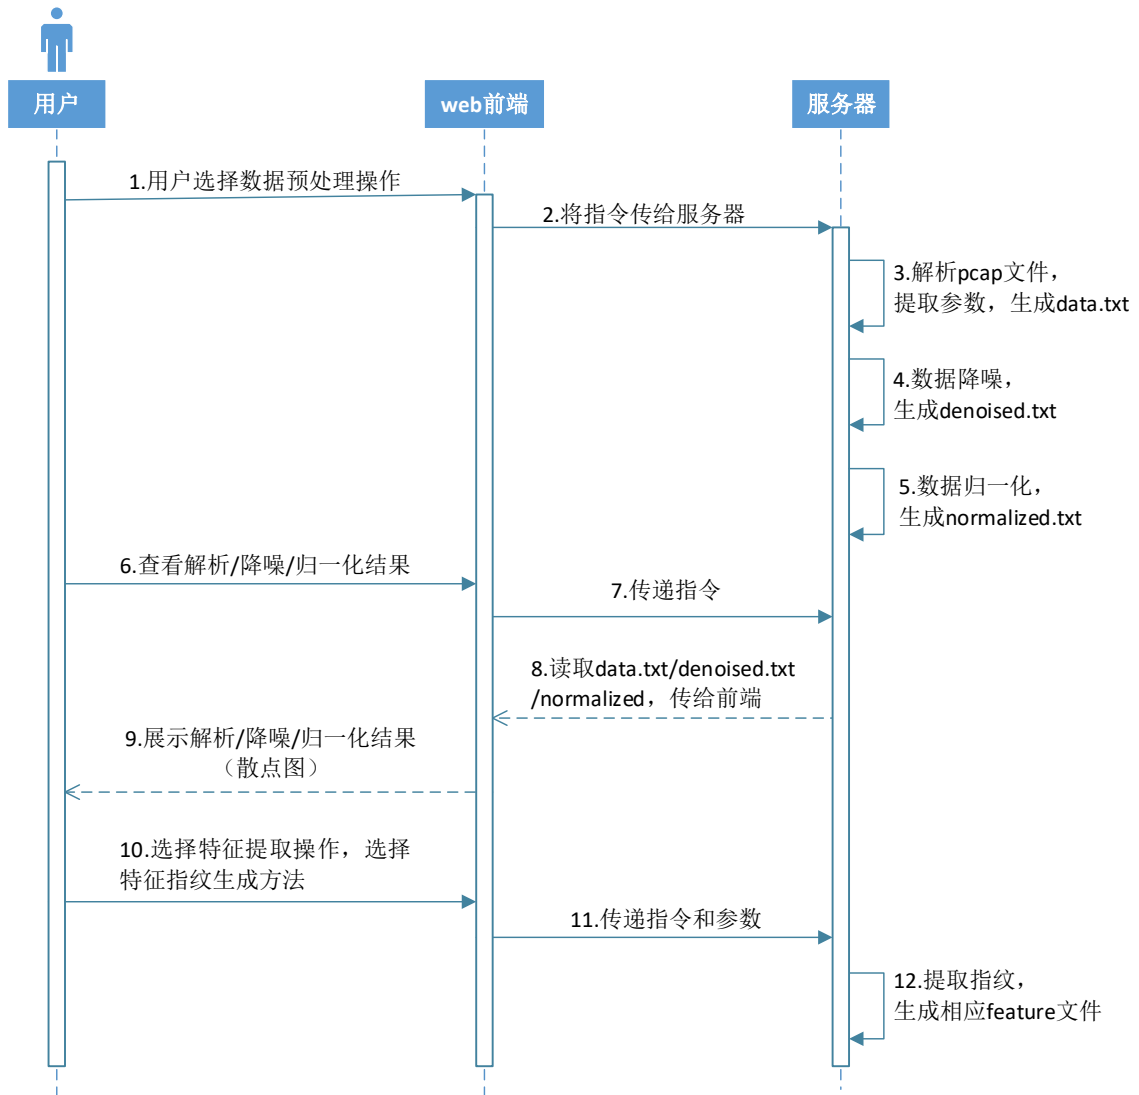 用户
web前端
服务器
1.用户选择数据预处理操作
2.将指令传给服务器
3.解析pcap文件，
提取参数，生成data.txt
4.数据降噪，
生成denoised.txt
5.数据归一化，
生成normalized.txt
6.查看解析/降噪/归一化结果
7.传递指令
8.读取data.txt/denoised.txt
/normalized，传给前端
9.展示解析/降噪/归一化结果
（散点图）
10.选择特征提取操作，选择
特征指纹生成方法
11.传递指令和参数
12.提取指纹，
生成相应feature文件